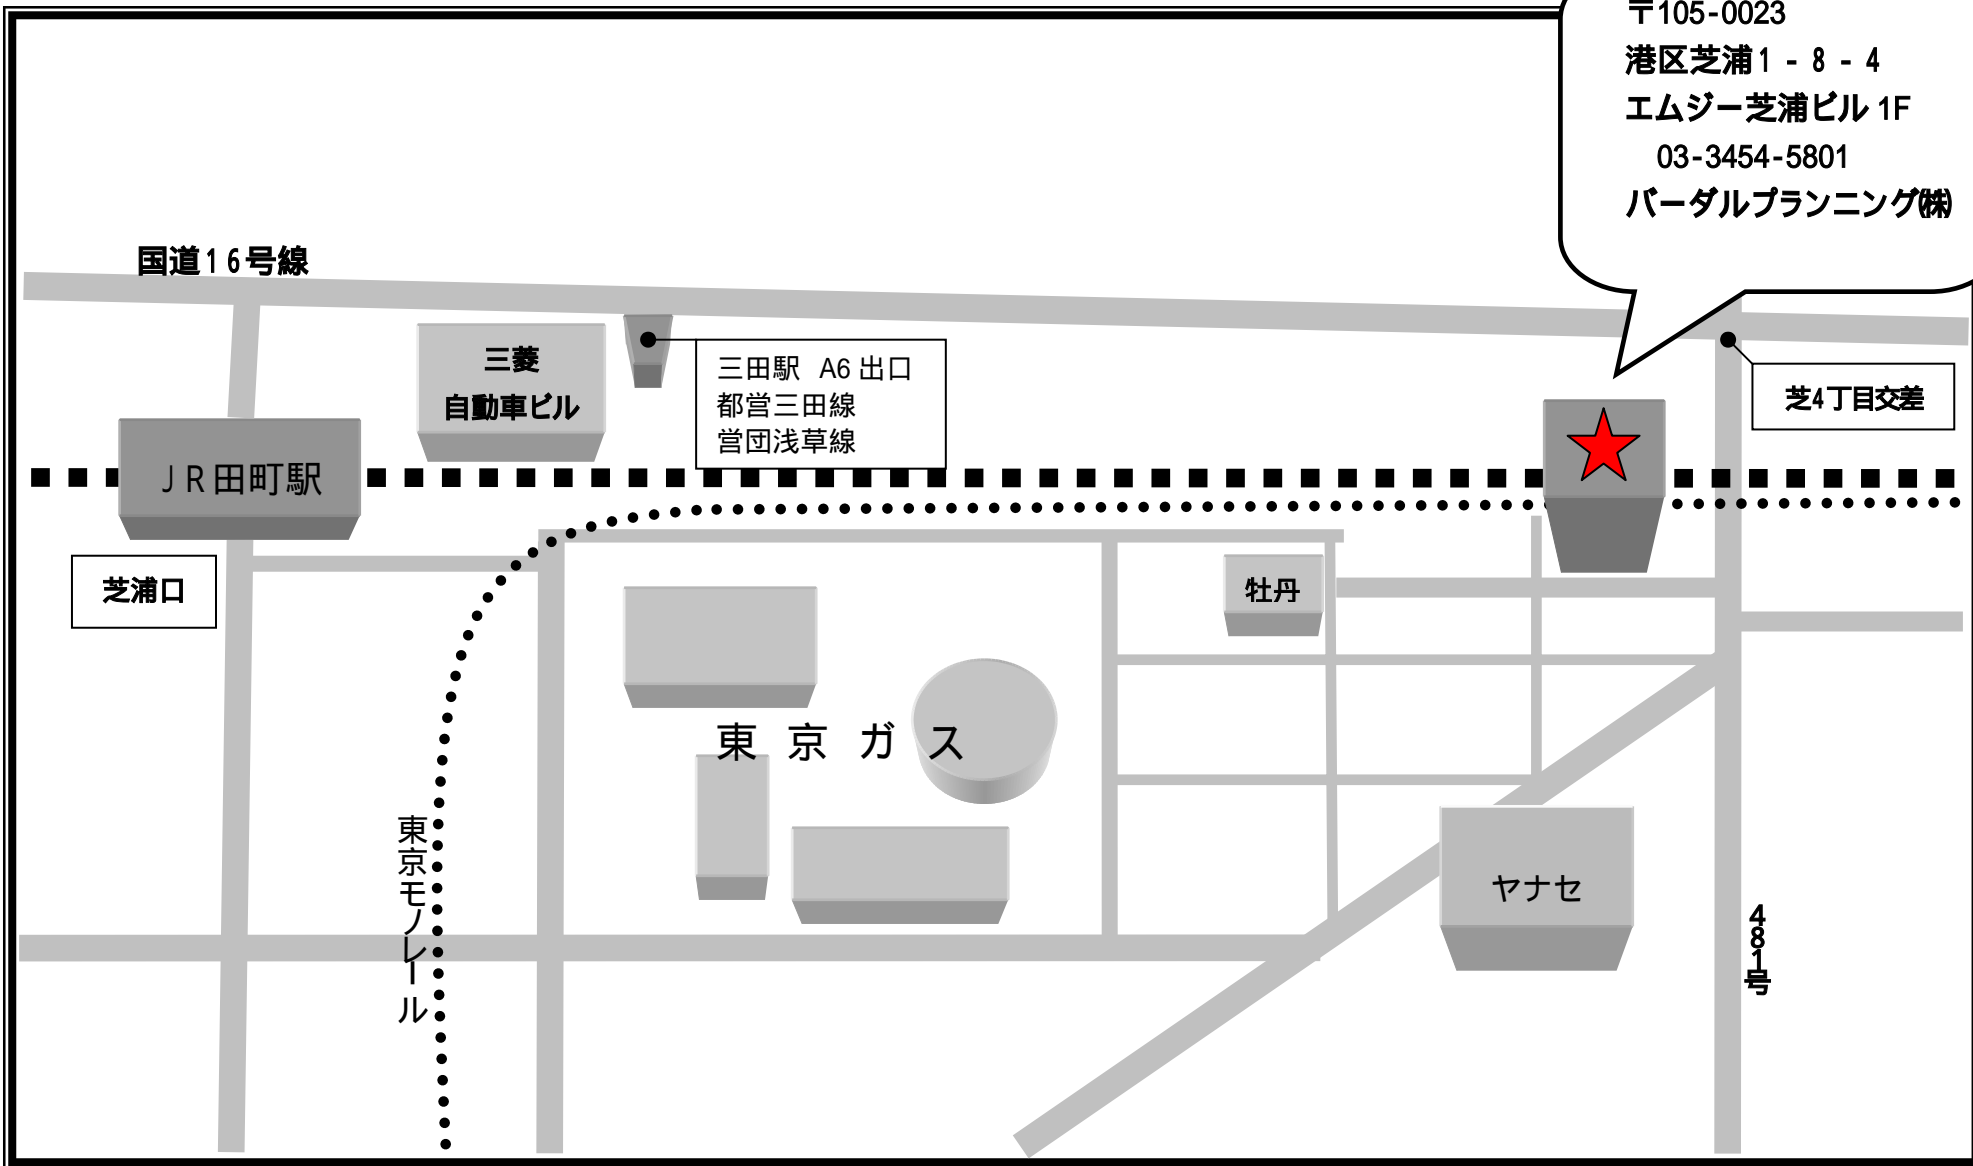 〒105-0023
港区芝浦1-8-4
エムジー芝浦ビル 1F
03-3454-5801
バーダルプランニング㈱
国道16号線
三菱
自動車ビル
三田駅 A6 出口
都営三田線
営団浅草線
芝4丁目交差
JR田町駅
芝浦口
牡丹
東京ガス
東京モノレール
ヤナセ
481号